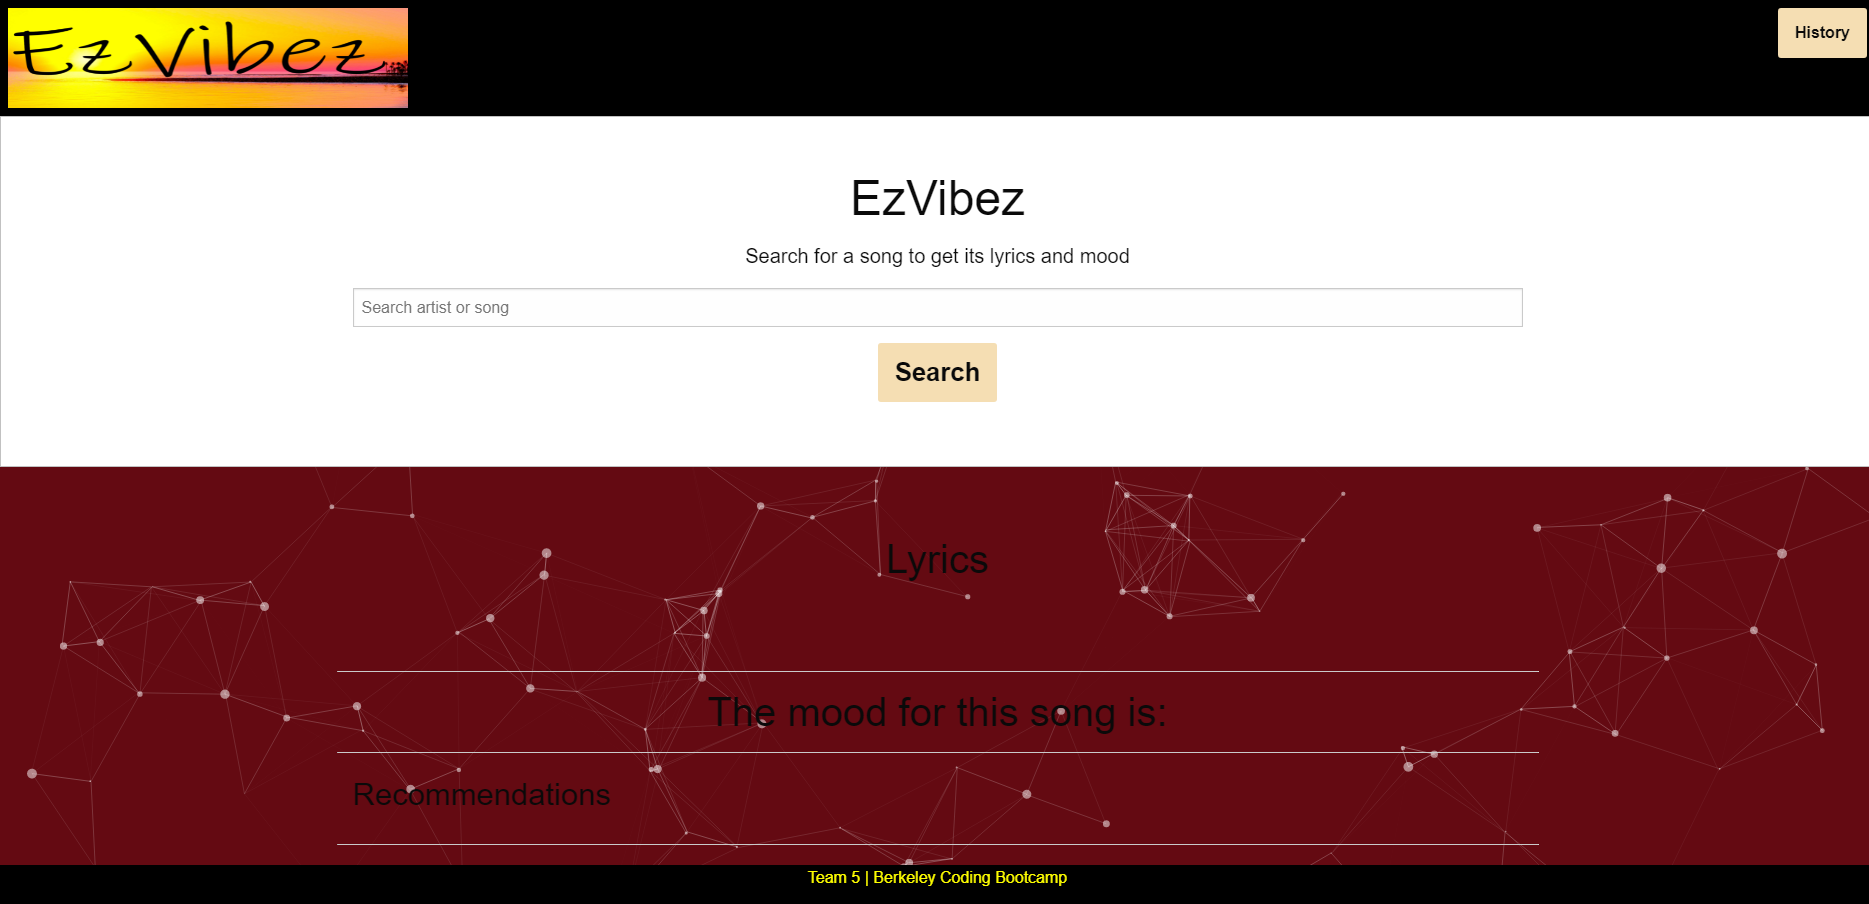 EzVibez
History
EzVibez
Search for a song to get its lyrics and mood
Search artist or song
Search
Lyrics
The mood for this song is:
Recommendations
Team 5 | Berkeley Coding Bootcamp